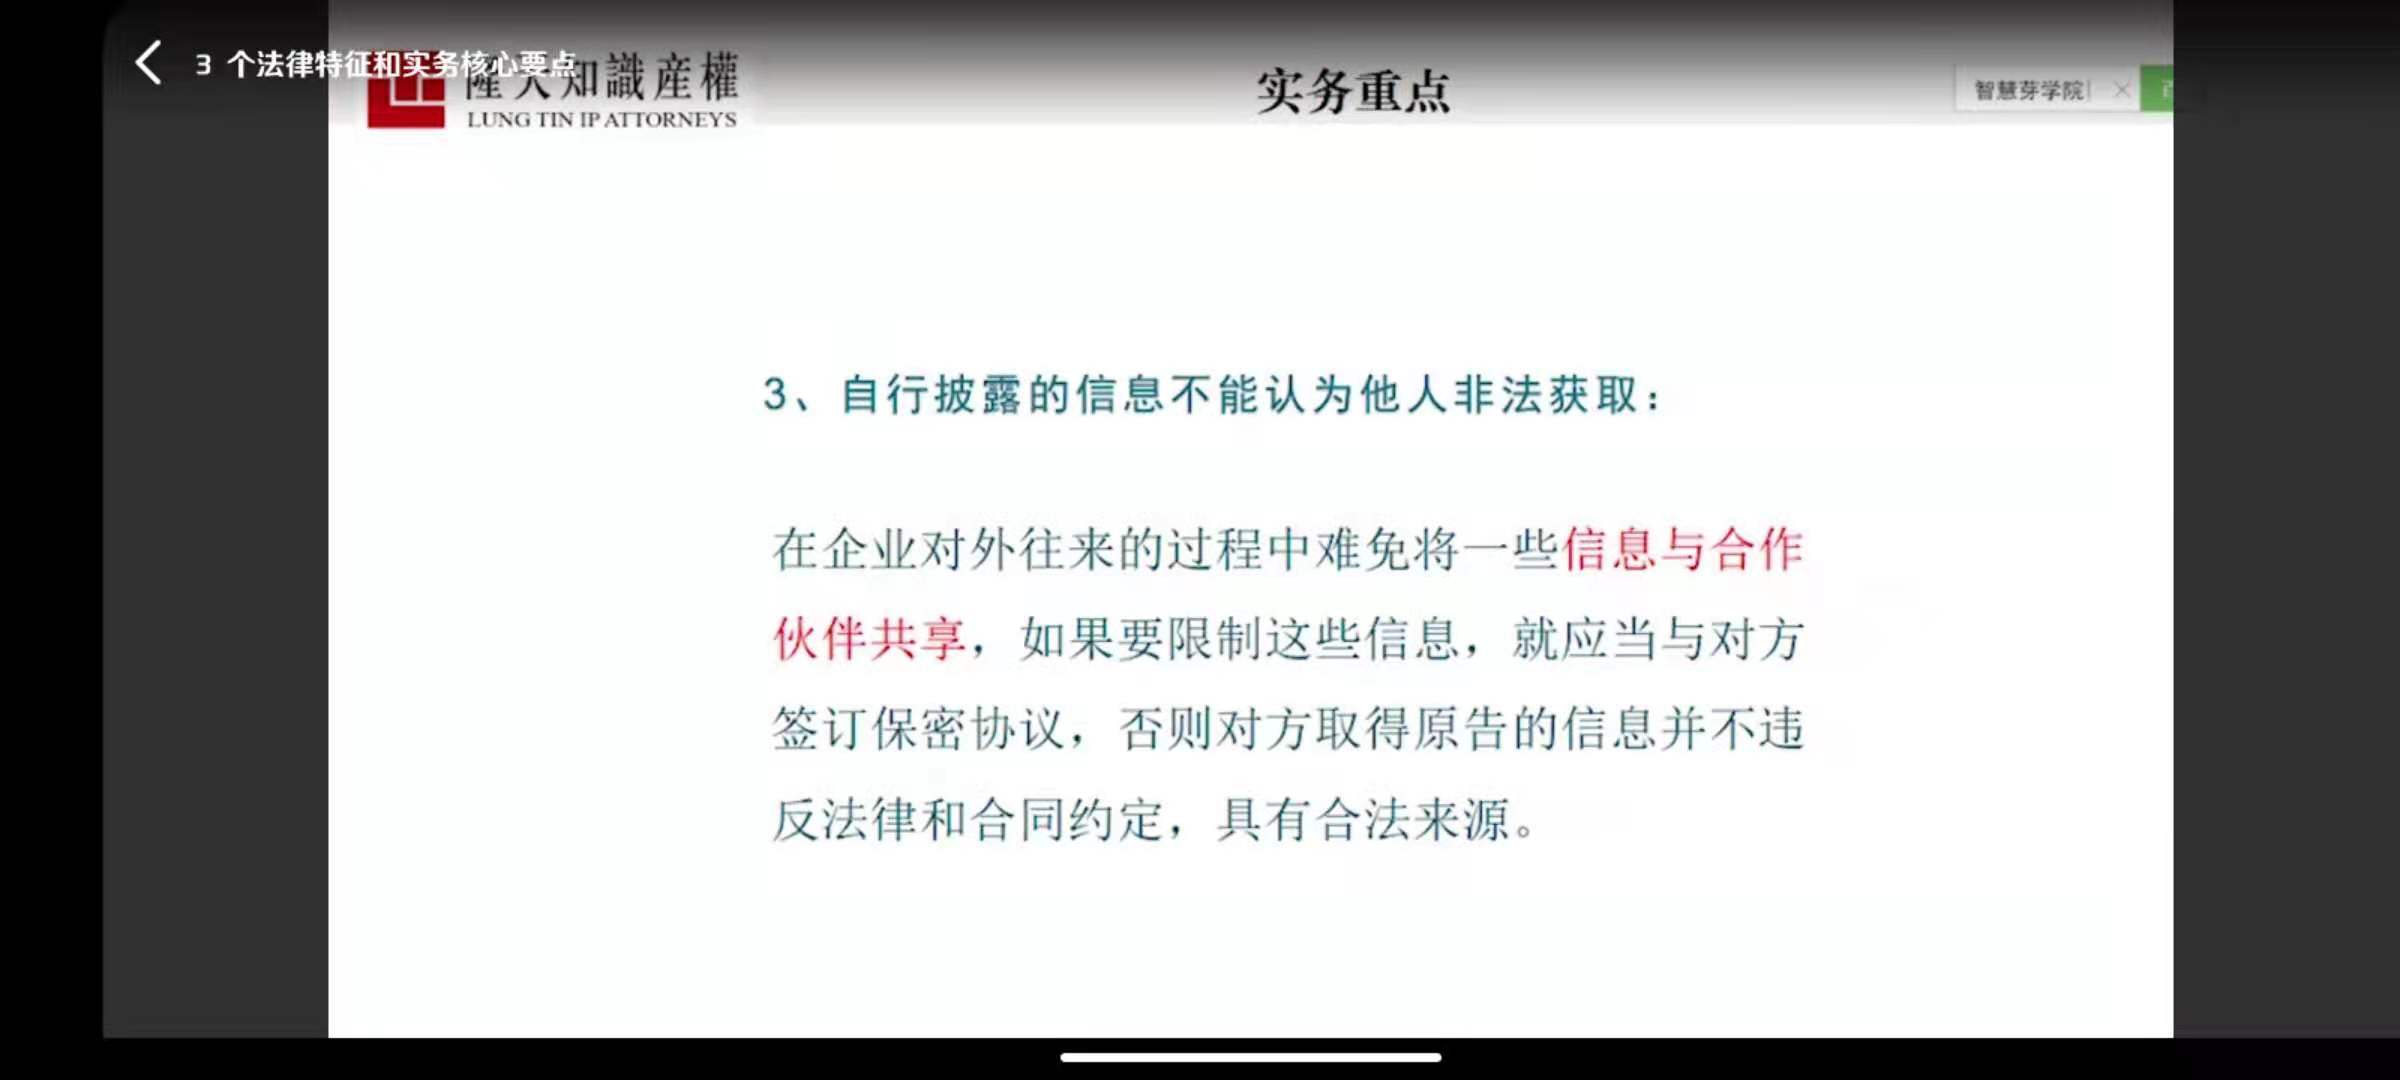 3 个法律特征和实务核心要点
知識産權
LUNG TIN IP ATTORNEYS
实务重点
智慧芽学院
3、自行披露的信息不能认为他人非法获取：
在企业对外往来的过程中难免将一些信息与合作
伙伴共享，如果要限制这些信息，就应当与对方
签订保密协议，否则对方取得原告的信息并不违
反法律和合同约定，具有合法来源。